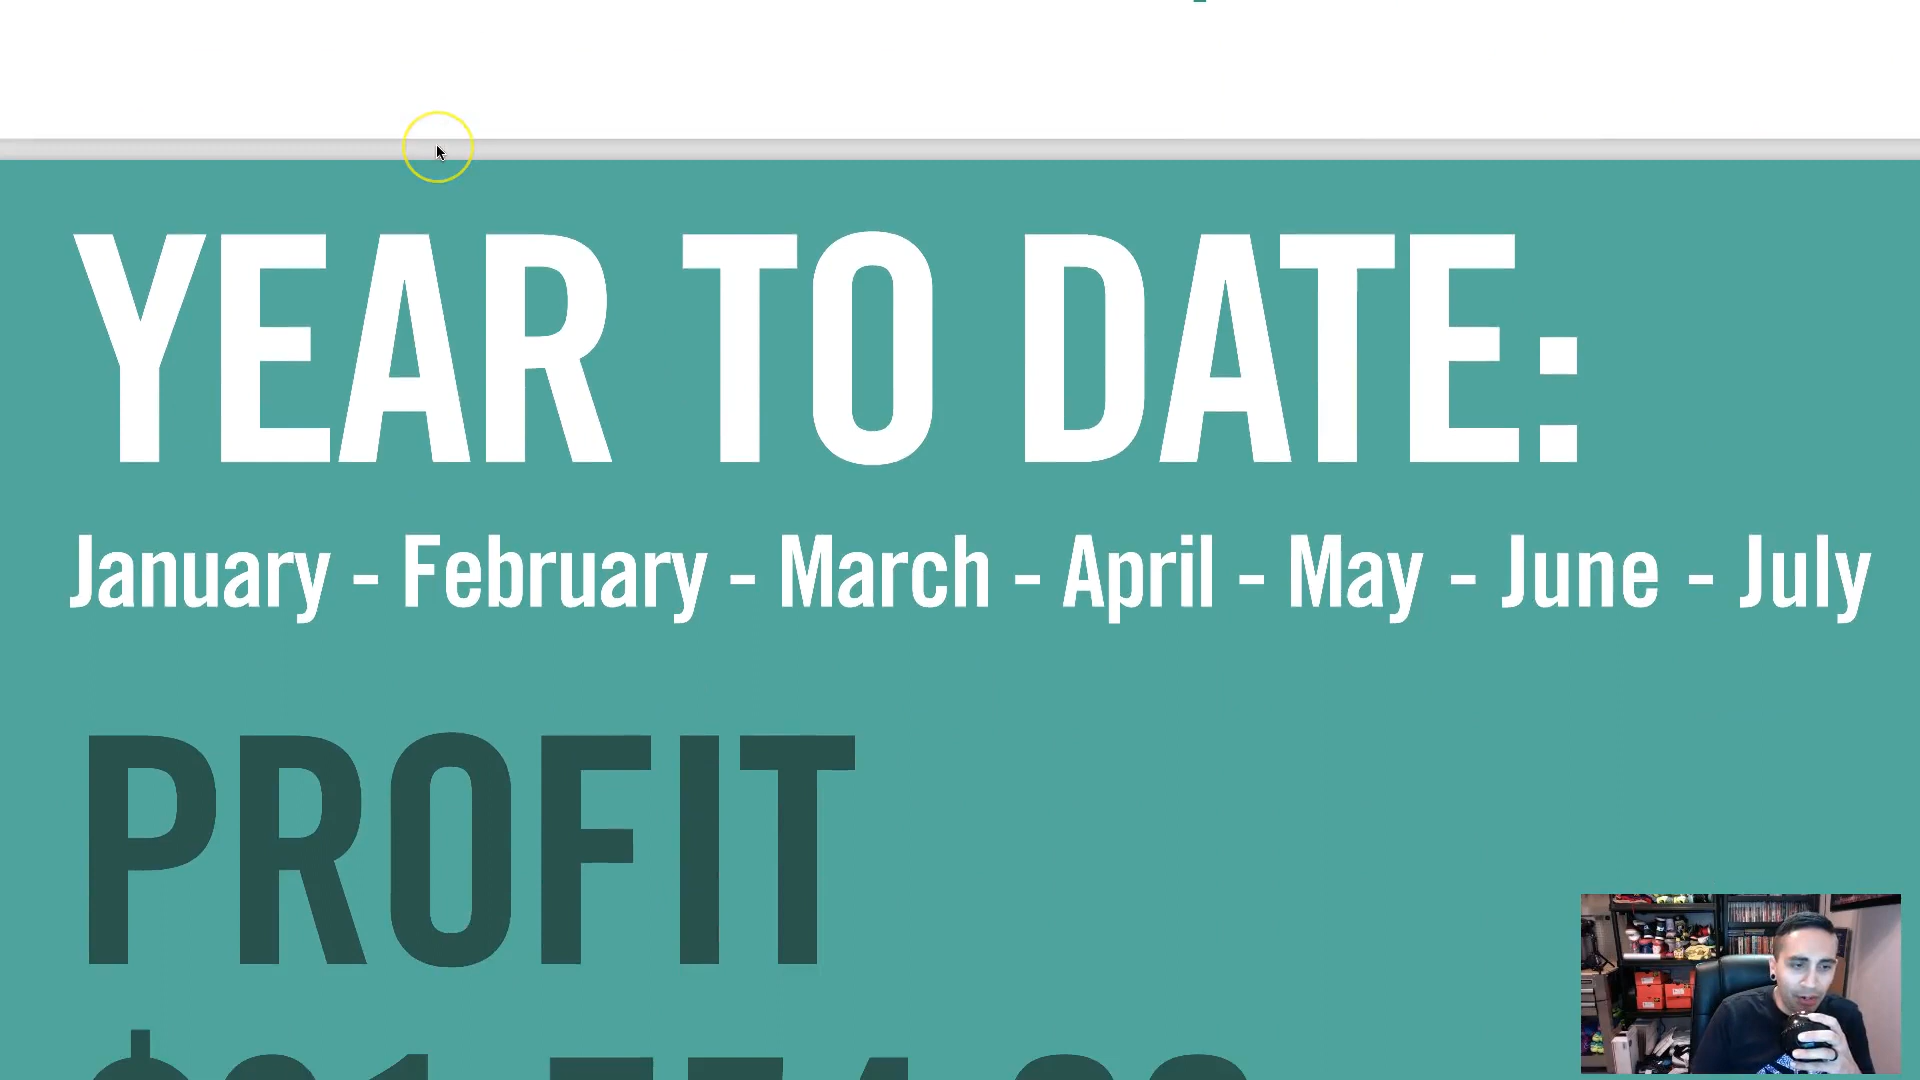 YEAR TO DATE:
January - February - March - April - May - June - July
PROFIT